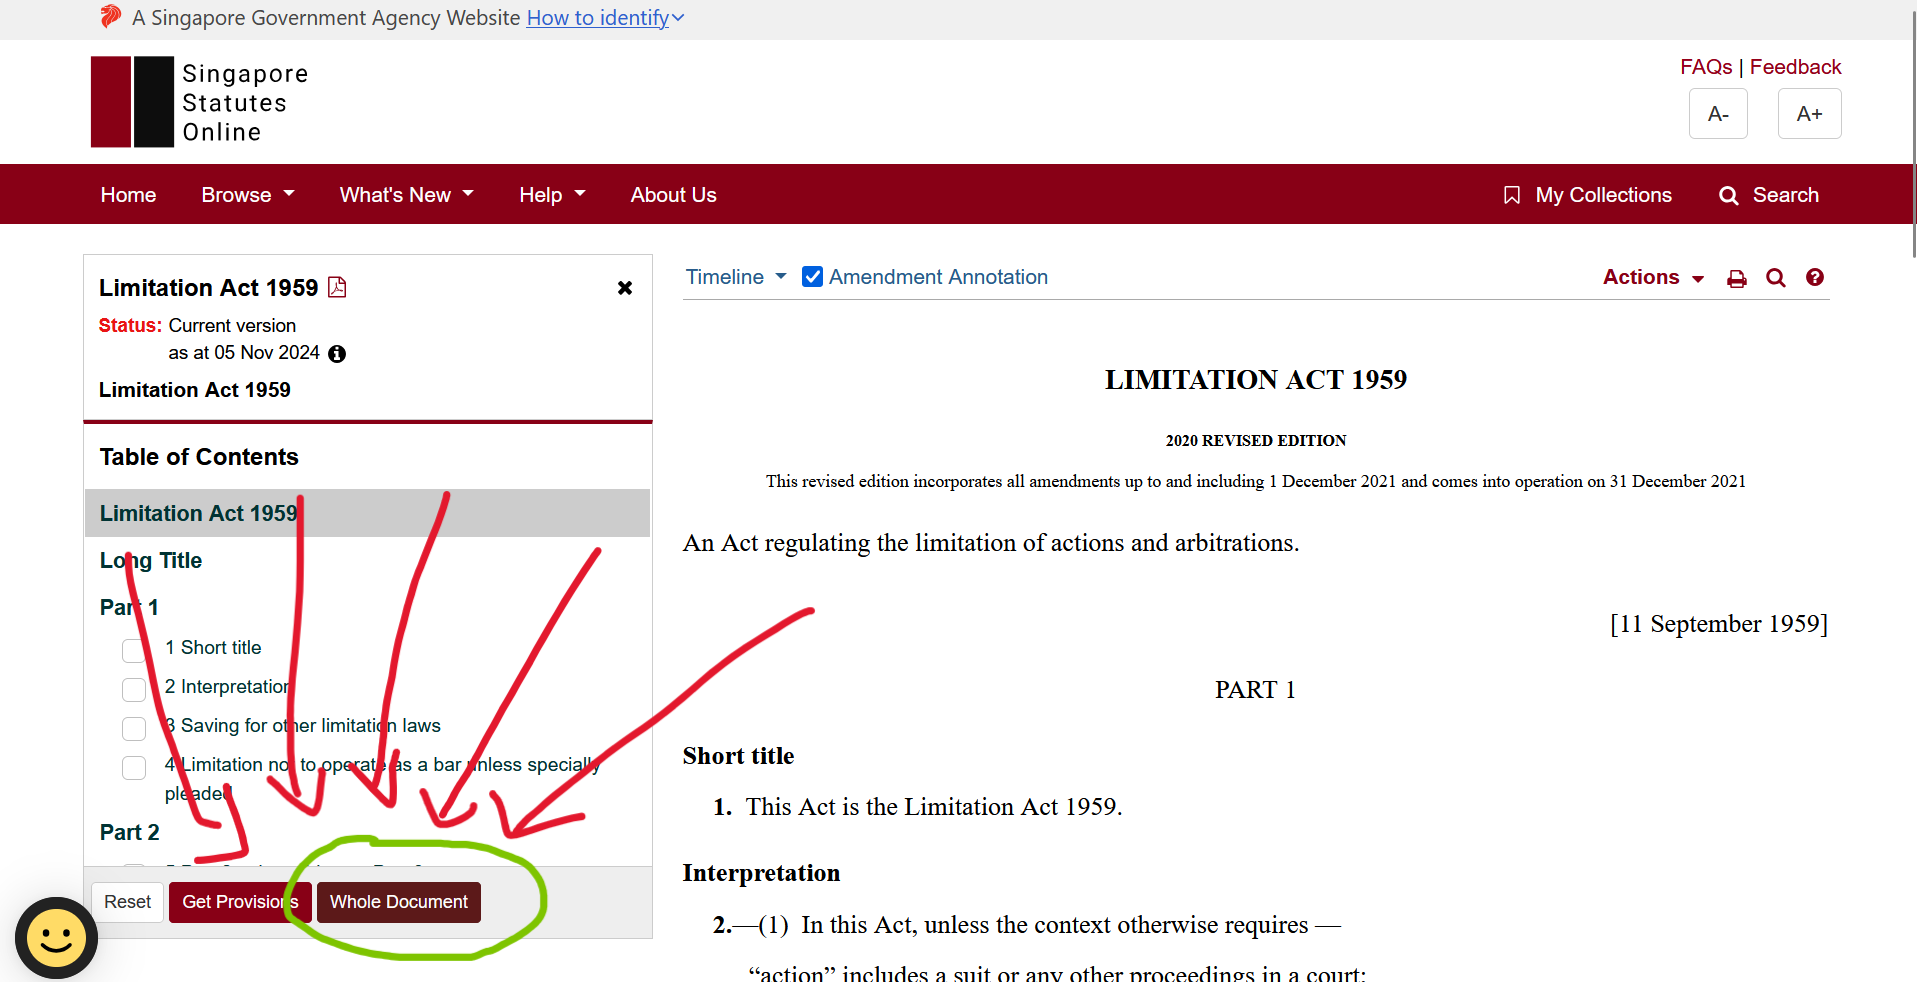 A Singapore Government Agency Website How to identify
Singapore
Statutes
Online
FAQs | Feedback
A- A+
Home Browse What's New Help About Us My Collections Search
Limitation Act 1959
Status: Current version
as at 05 Nov 2024
Limitation Act 1959
Table of Contents
Limitation Act 1959
Long Title
Part 1
1 Short title
2 Interpretation
3 Saving for other limitation laws
4 Limitation not to operate as a bar unless specially
pleaded
Part 2
Reset Get Provisions Whole Document
Timeline Amendment Annotation Actions
LIMITATION ACT 1959
2020 REVISED EDITION
This revised edition incorporates all amendments up to and including 1 December 2021 and comes into operation on 31 December 2021
An Act regulating the limitation of actions and arbitrations.
[11 September 1959]
PART 1
Short title
1. This Act is the Limitation Act 1959.
Interpretation
2.—(1) In this Act, unless the context otherwise requires —
“action” includes a suit or any other proceedings in a court;